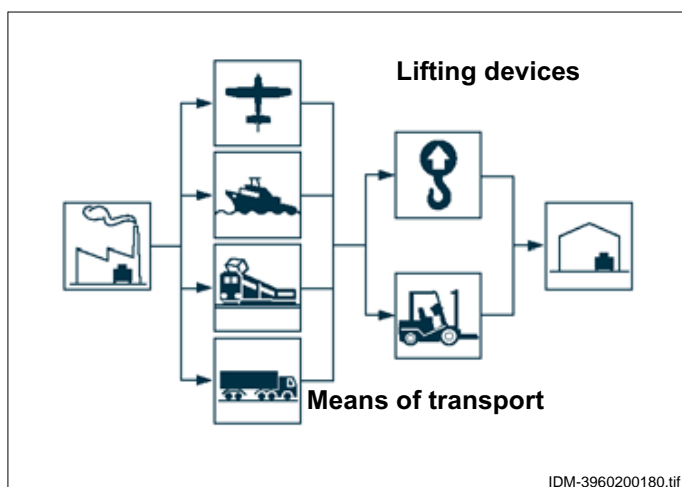 Lifting devices
Means of transport
IDM-3960200180.tif